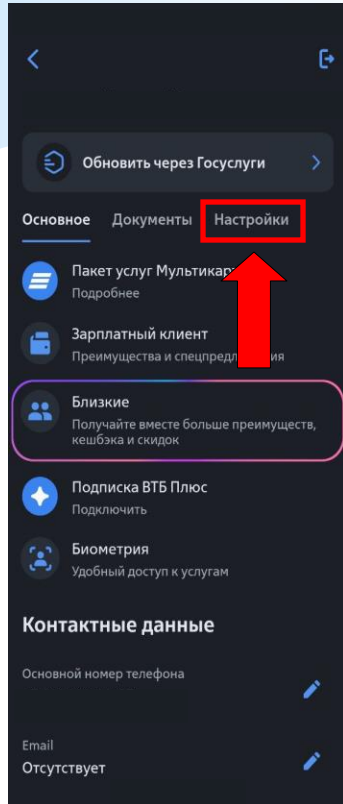 Обновить через Госуслуги
Основное Документы Настройки
Пакет услуг Мультикарта
Подробнее
Зарплатный клиент
Преимущества и спецпредложения
Близкие
Получайте вместе больше преимуществ,
кешбэка и скидок
Подписка ВТБ Плюс
Подключить
Биометрия
Удобный доступ к услугам
Контактные данные
Основной номер телефона
Email
Отсутствует